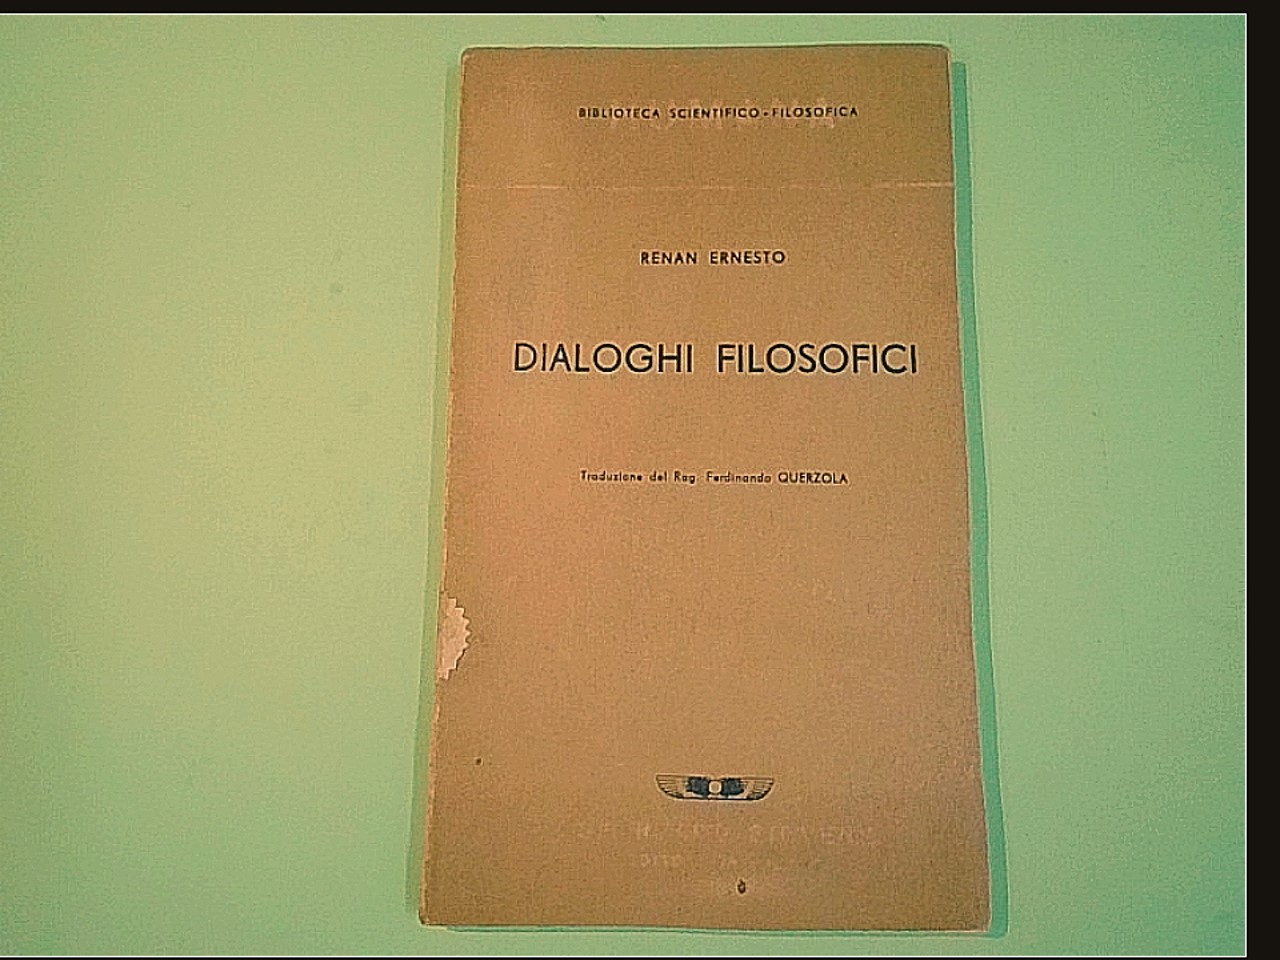 BIBLIOTECA SCIENTIFICO-FILOSOFICA
RENAN ERNESTO
DIALOGHI FILOSOFICI
Traduzione del Rag. Ferdinando QUERZOLA